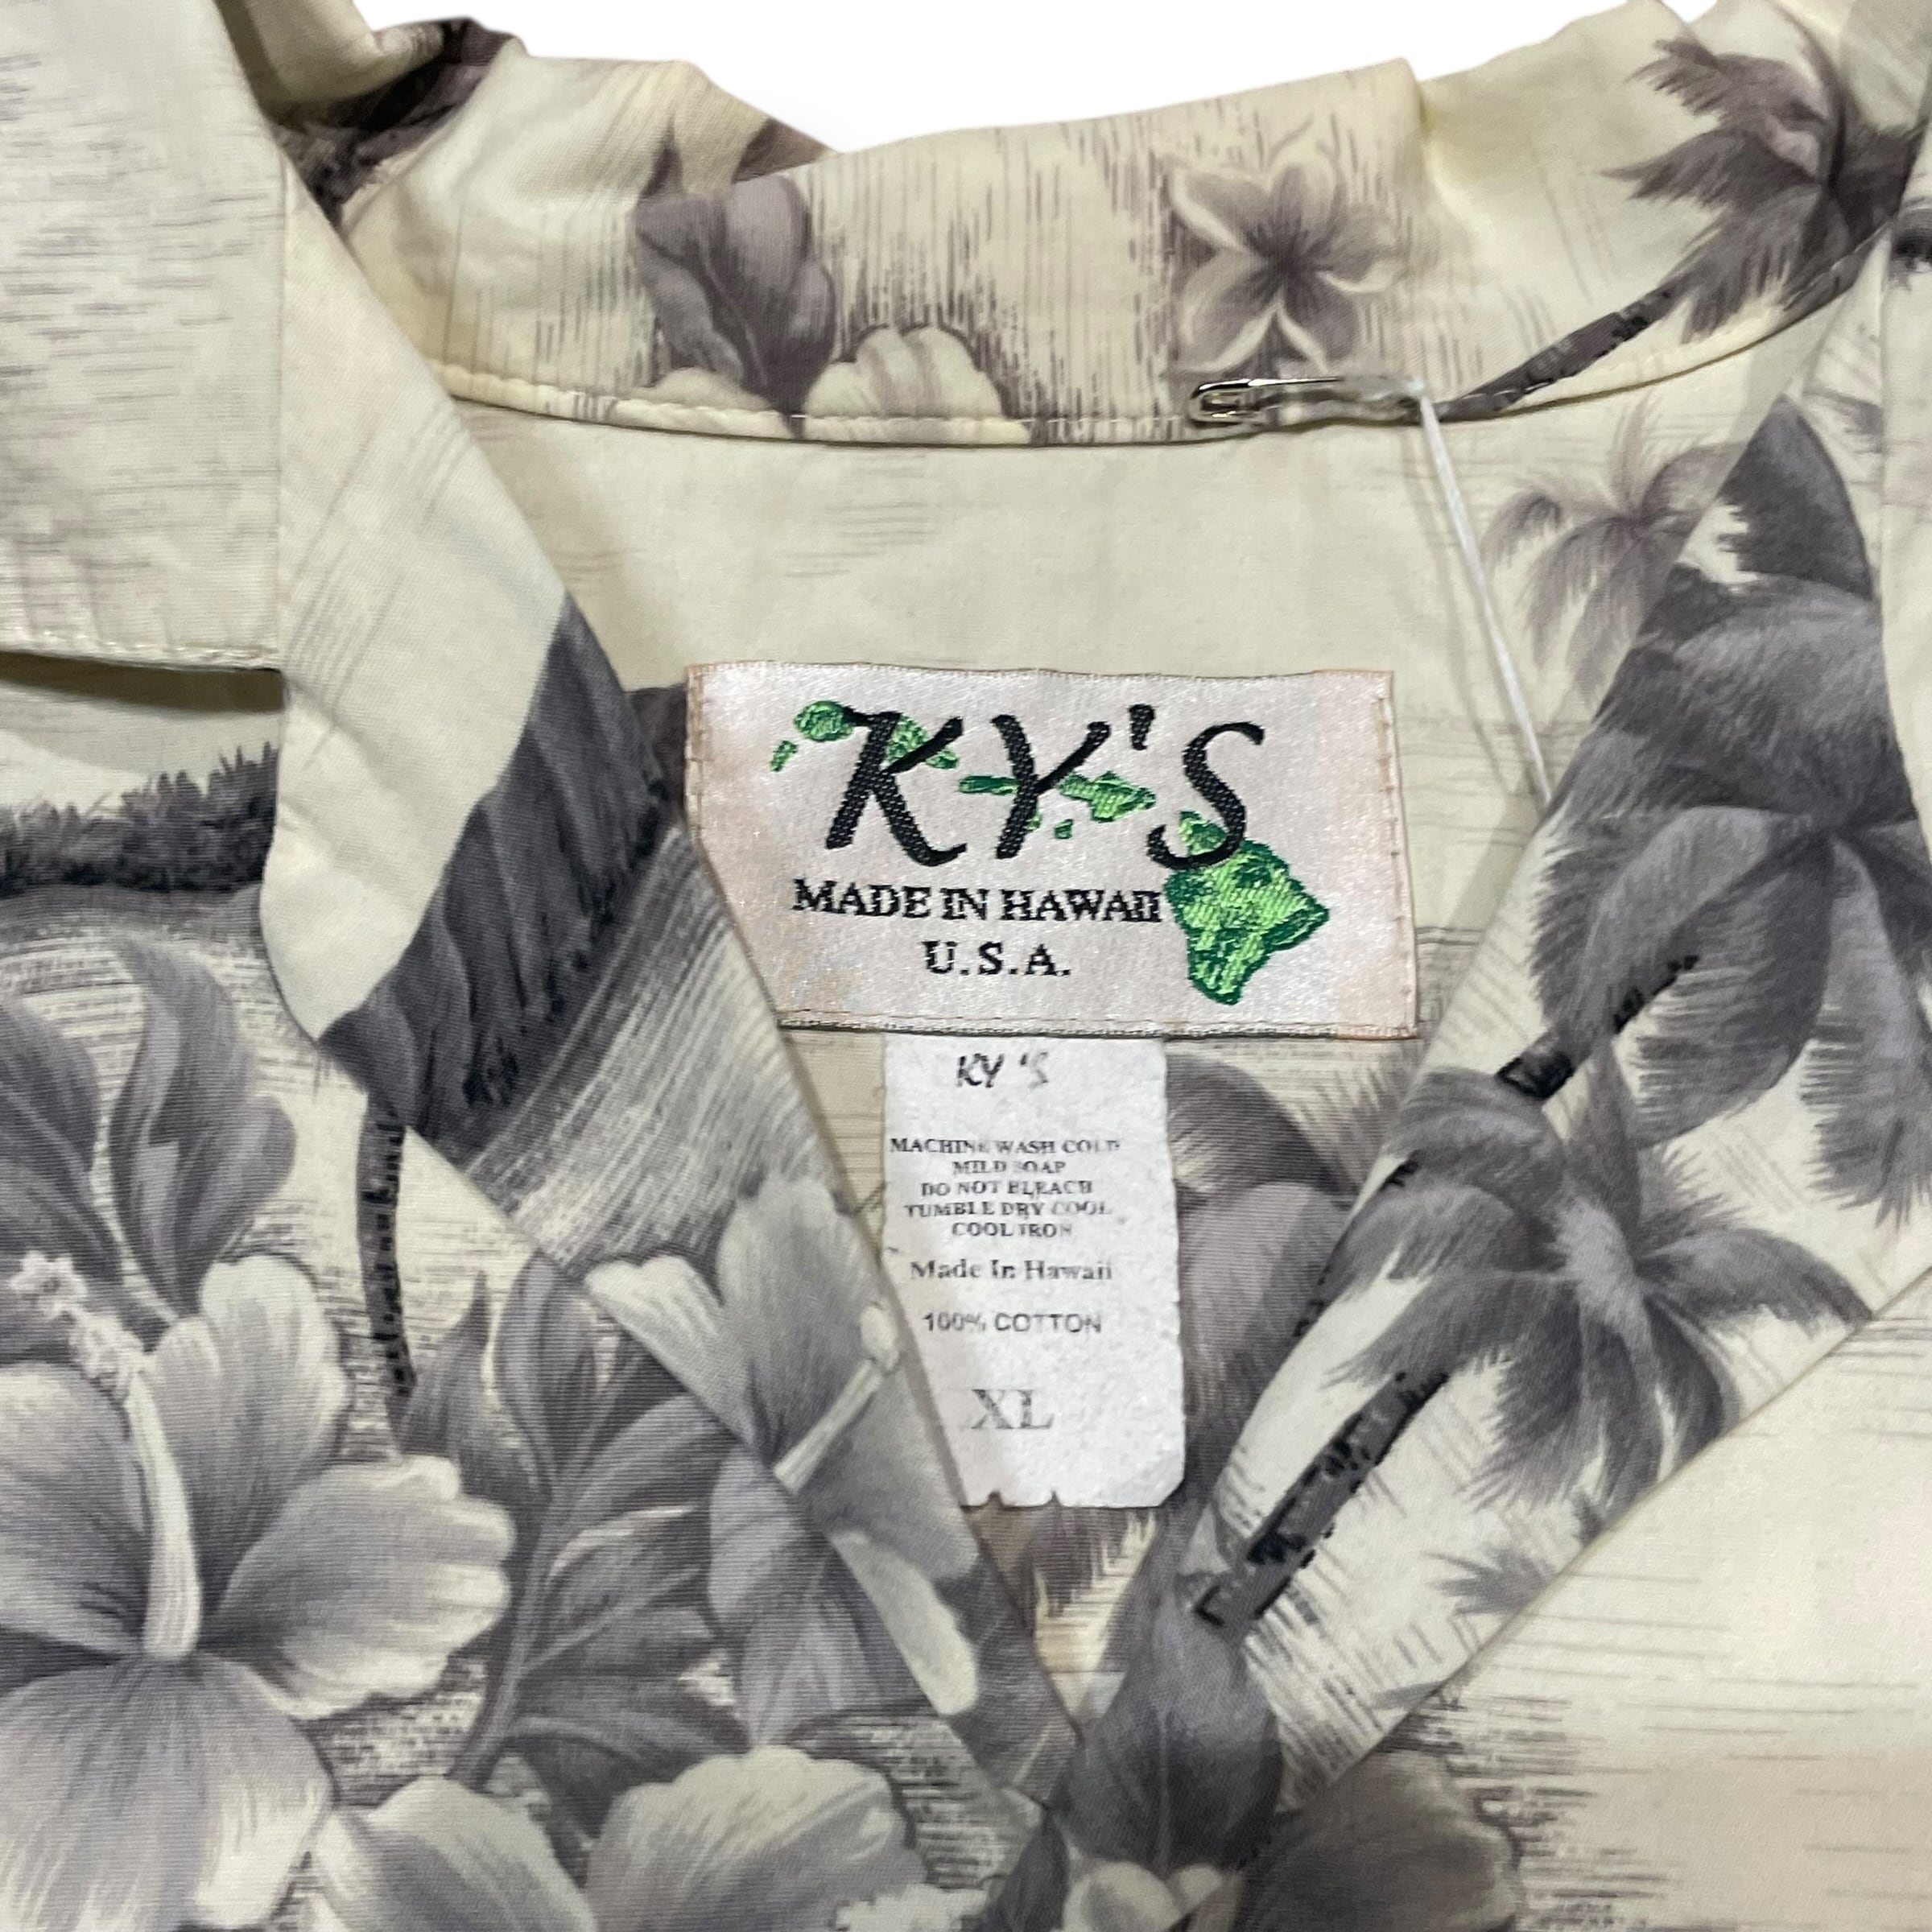 KY'S
MADE IN HAWAII
U.S.A.
KY'S
MACHINE WASH COLD
MILD SOAP
DO NOT BLEACH
TUMBLE DRY COOL
COOL IRON
Made In Hawaii
100% COTTON
XL